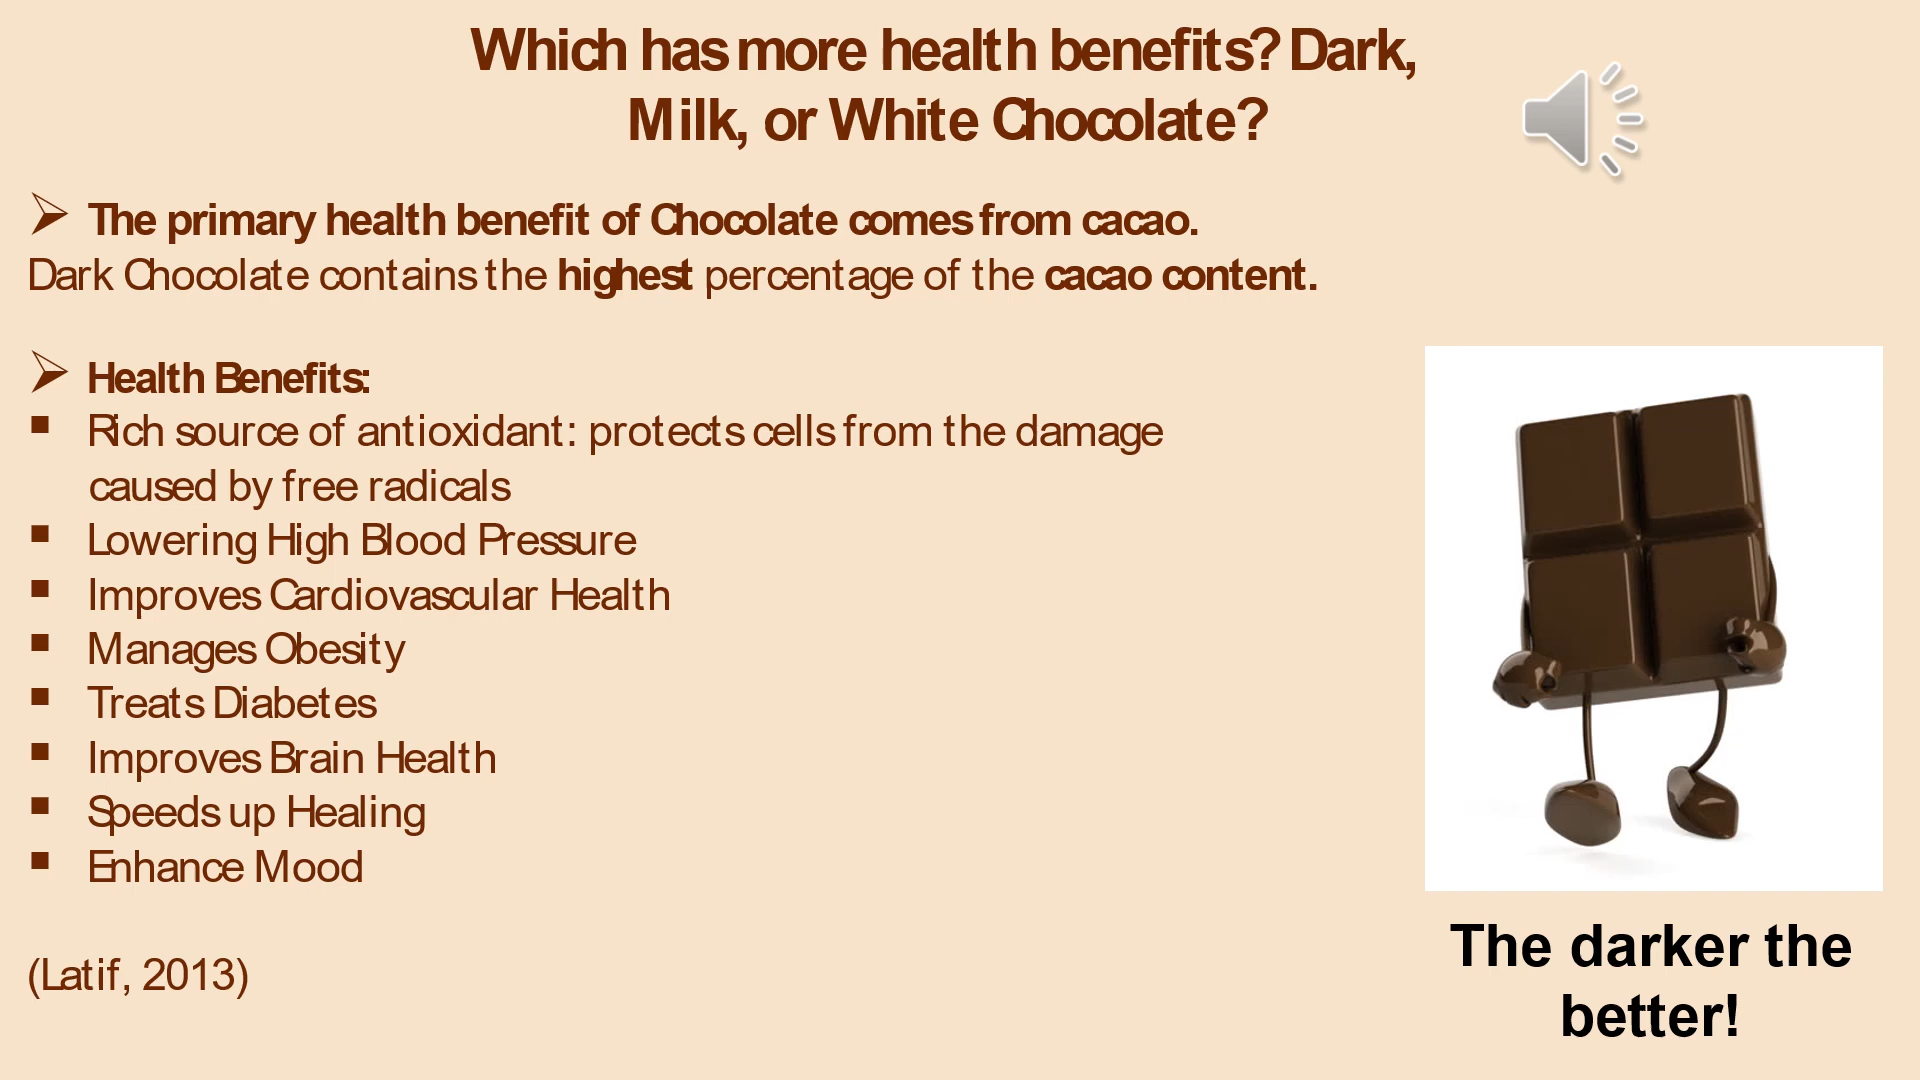 Which has more health benefits? Dark,
Milk, or White Chocolate?
The primary health benefit of Chocolate comes from cacao.
Dark Chocolate contains the highest percentage of the cacao content.
Health Benefits:
Rich source of antioxidant: protects cells from the damage
caused by free radicals
Lowering High Blood Pressure
Improves Cardiovascular Health
Manages Obesity
Treats Diabetes
Improves Brain Health
Speeds up Healing
Enhance Mood
(Latif, 2013)
The darker the
better!